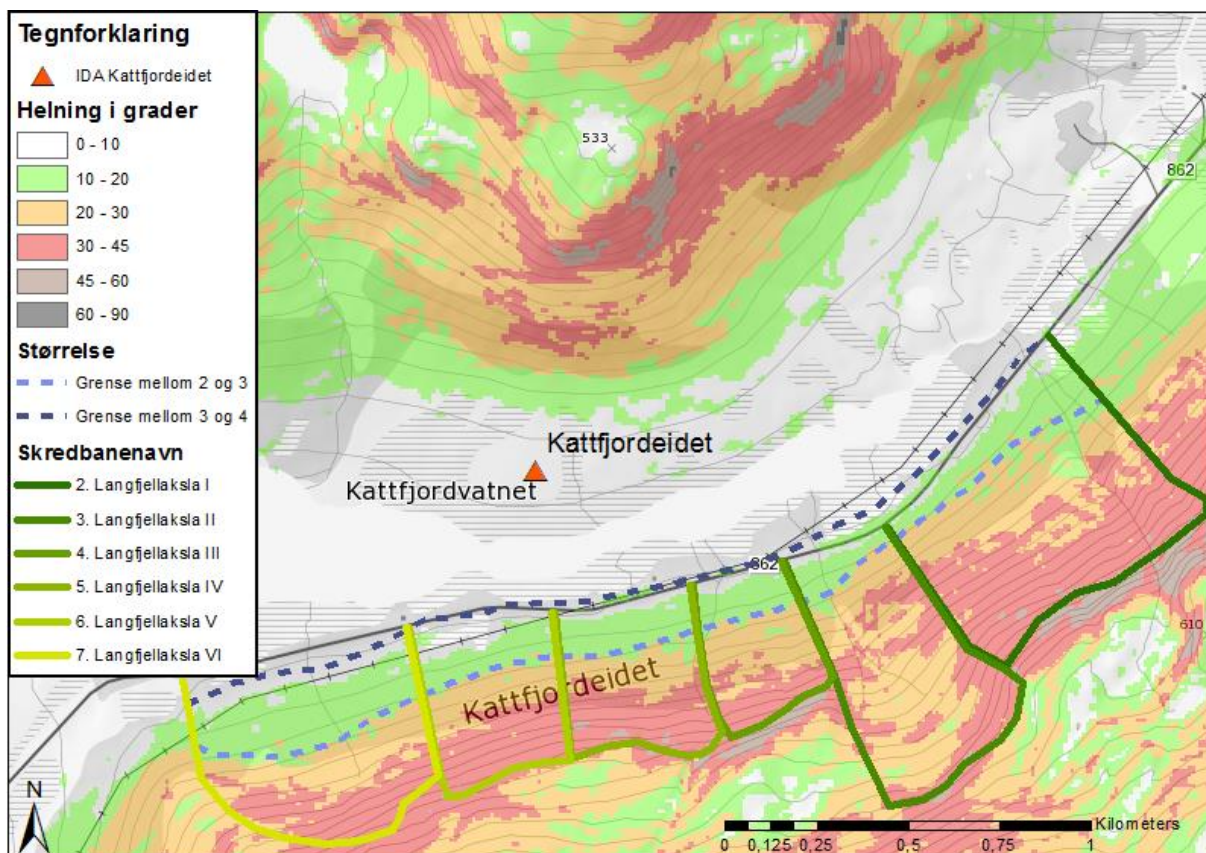 Tegnforklaring
IDA Kattfjordeidet
Helning i grader
0 - 10
10 - 20
20 - 30
30 - 45
45 - 60
60 - 90
Størrelse
Grense mellom 2 og 3
Grense mellom 3 og 4
Skredbanenavn
2. Langfjellaksla I
3. Langfjellaksla II
4. Langfjellaksla III
5. Langfjellaksla IV
6. Langfjellaksla V
7. Langfjellaksla VI
533
862
Kattfjordeidet
Kattfjordvatnet
862
610
Kattfjordeidet
N
Kilometers
0 0,125 0,25 0,5 0,75 1